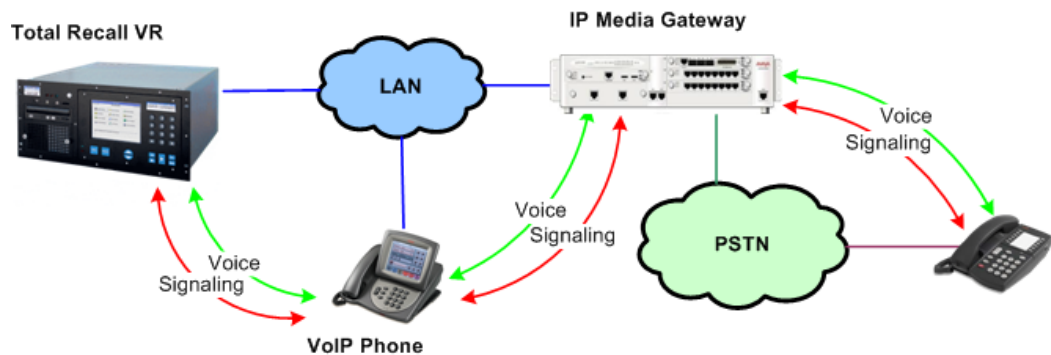 Total Recall VR
IP Media Gateway
LAN
Voice
Signaling
Voice
Signaling
PSTN
Voice
Signaling
VoIP Phone